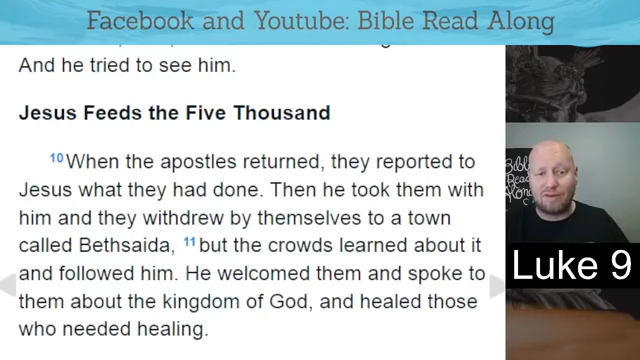 Facebook and Youtube: Bible Read Along
And he tried to see him.
Jesus Feeds the Five Thousand
10 When the apostles returned, they reported to
Jesus what they had done. Then he took them with
him and they withdrew by themselves to a town
called Bethsaida, 11 but the crowds learned about it
and followed him. He welcomed them and spoke to
them about the kingdom of God, and healed those
who needed healing.
Bible
Read
Along
Luke 9